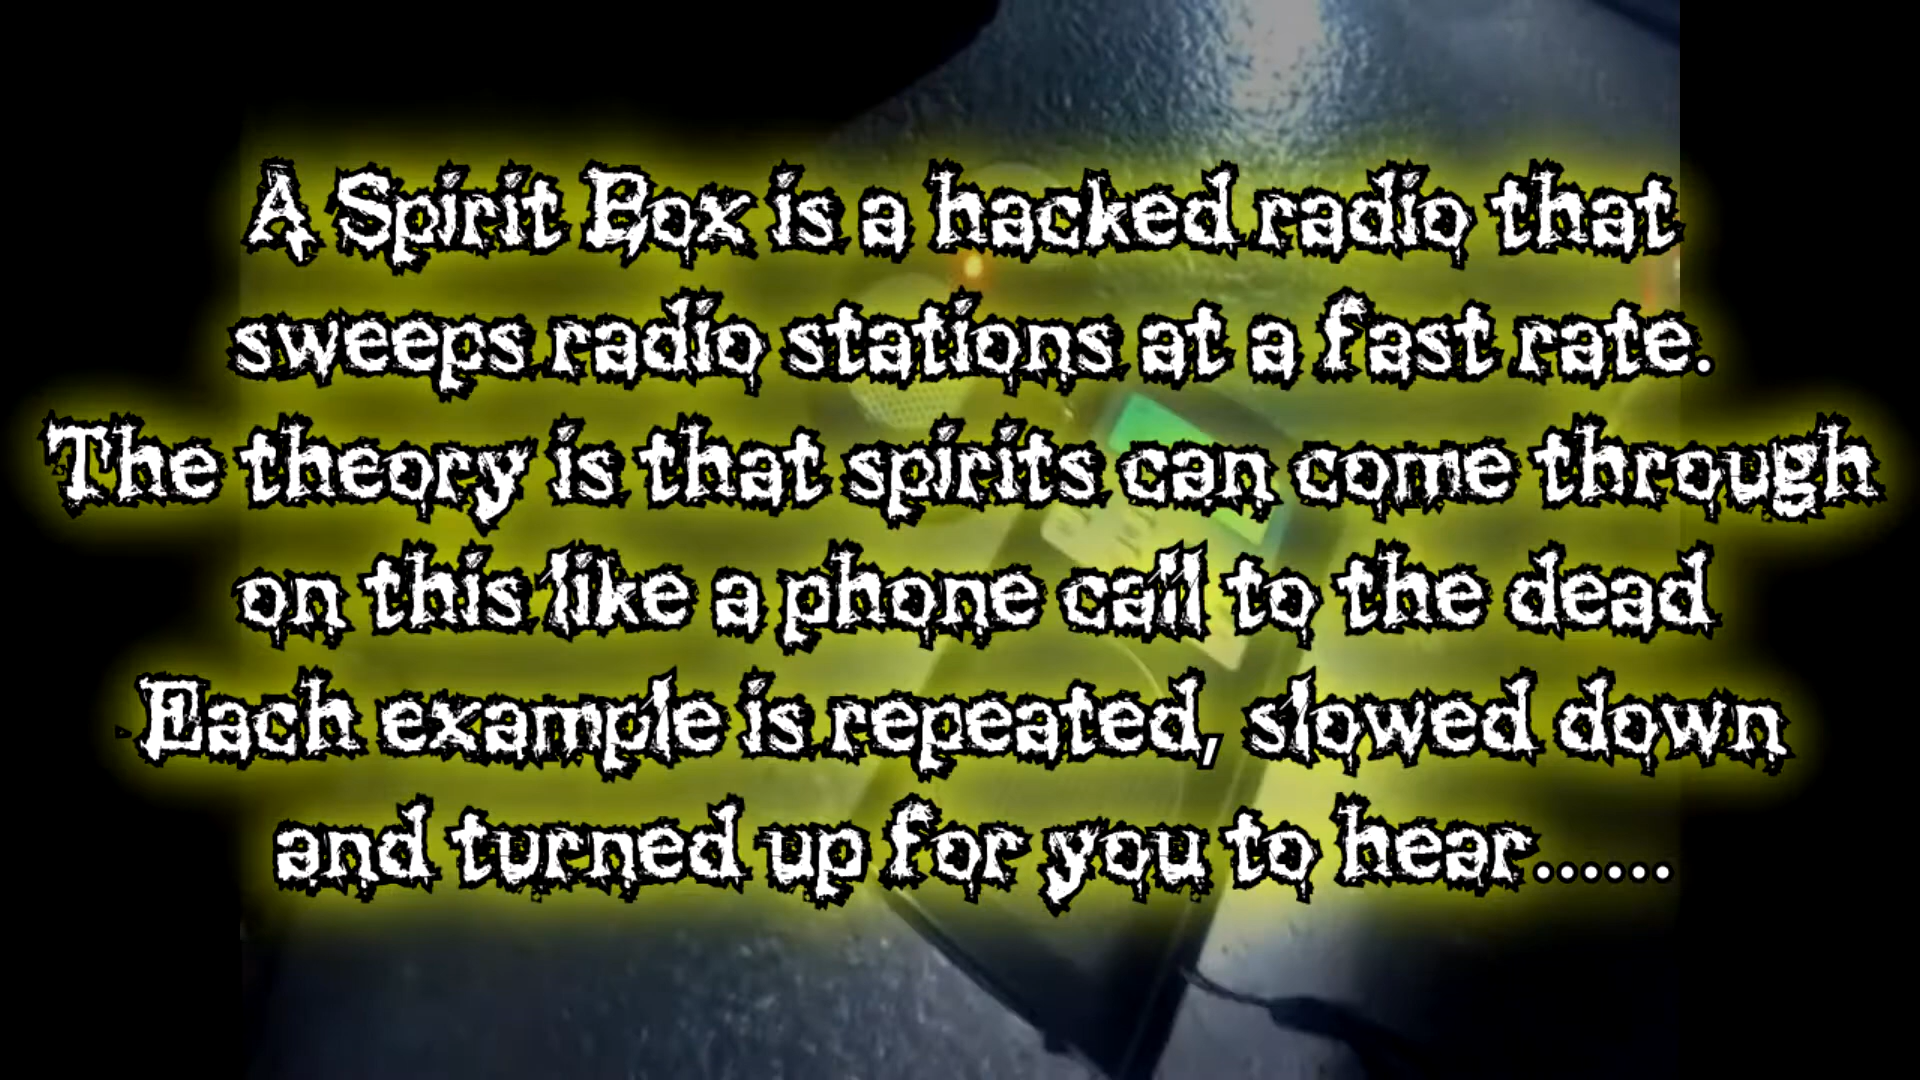 A Spirit Box is a hacked radio that
sweeps radio stations at a fast rate.
The theory is that spirits can come through
on this like a phone call to the dead
Each example is repeated, slowed down
and turned up for you to hear......